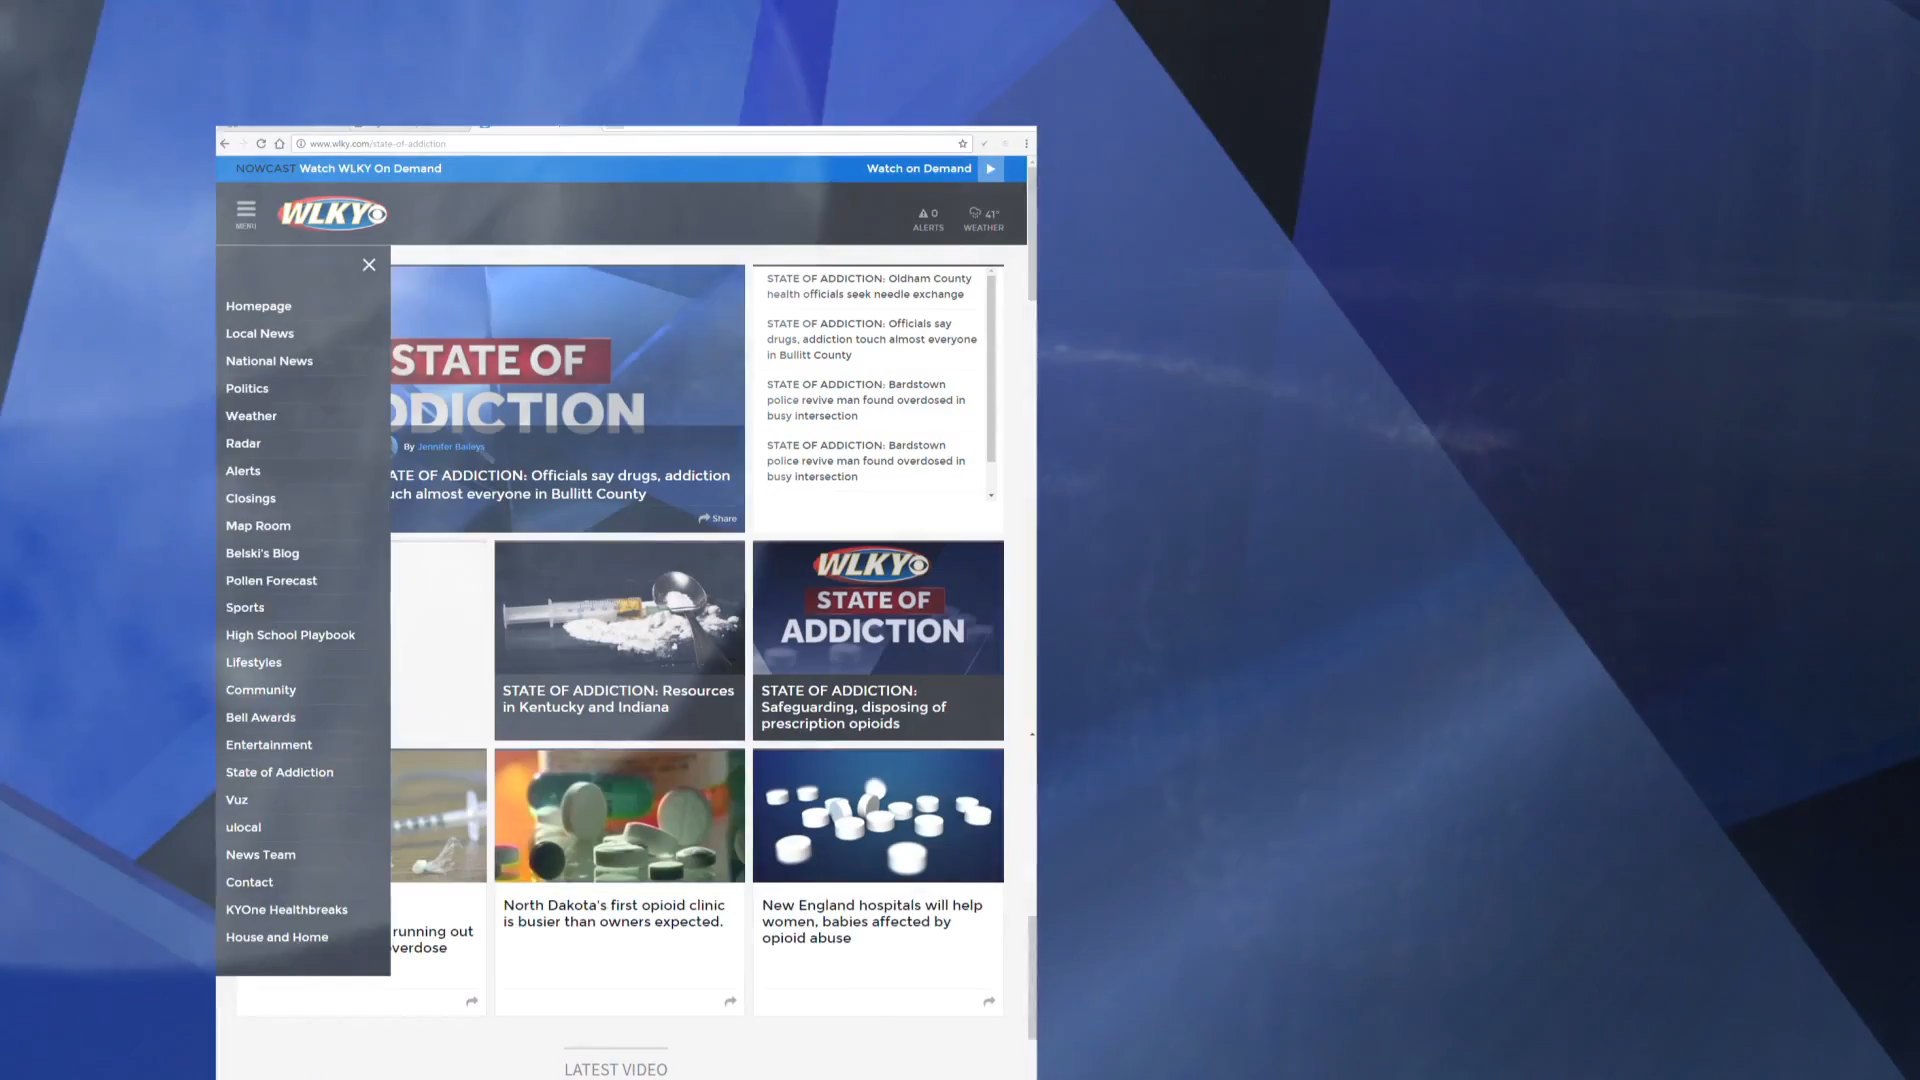 www.wlky.com/state-of-addiction
NOWCAST Watch WLKY On Demand
Watch on Demand
MENU
WLKY
0
ALERTS
41°
WEATHER
Homepage
Local News
National News
Politics
Weather
Radar
Alerts
Closings
Map Room
Belski's Blog
Pollen Forecast
Sports
High School Playbook
Lifestyles
Community
Bell Awards
Entertainment
State of Addiction
Vuz
ulocal
News Team
Contact
KYOne Healthbreaks
House and Home
STATE OF
DDICTION
By Jennifer Baileys
ATE OF ADDICTION: Officials say drugs, addiction
uch almost everyone in Bullitt County
Share
STATE OF ADDICTION: Oldham County
health officials seek needle exchange
STATE OF ADDICTION: Officials say
drugs, addiction touch almost everyone
in Bullitt County
STATE OF ADDICTION: Bardstown
police revive man found overdosed in
busy intersection
STATE OF ADDICTION: Bardstown
police revive man found overdosed in
busy intersection
STATE OF ADDICTION: Resources
in Kentucky and Indiana
WLKY
STATE OF
ADDICTION
STATE OF ADDICTION:
Safeguarding, disposing of
prescription opioids
running out
verdose
North Dakota's first opioid clinic
is busier than owners expected.
New England hospitals will help
women, babies affected by
opioid abuse
LATEST VIDEO